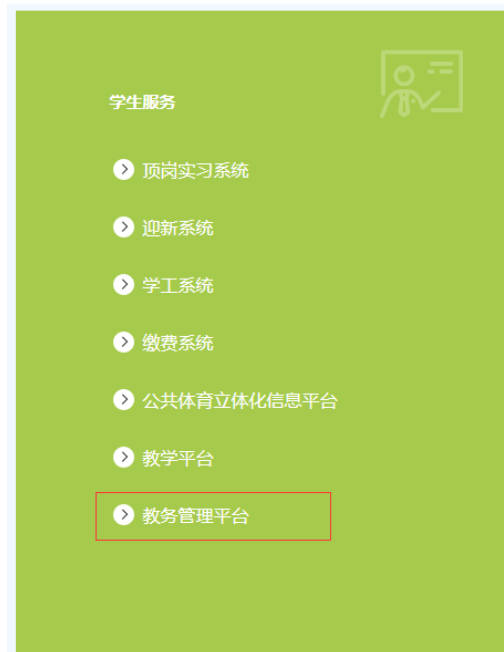 学生服务
顶岗实习系统
迎新系统
学工系统
缴费系统
公共体育立体化信息平台
教学平台
教务管理平台